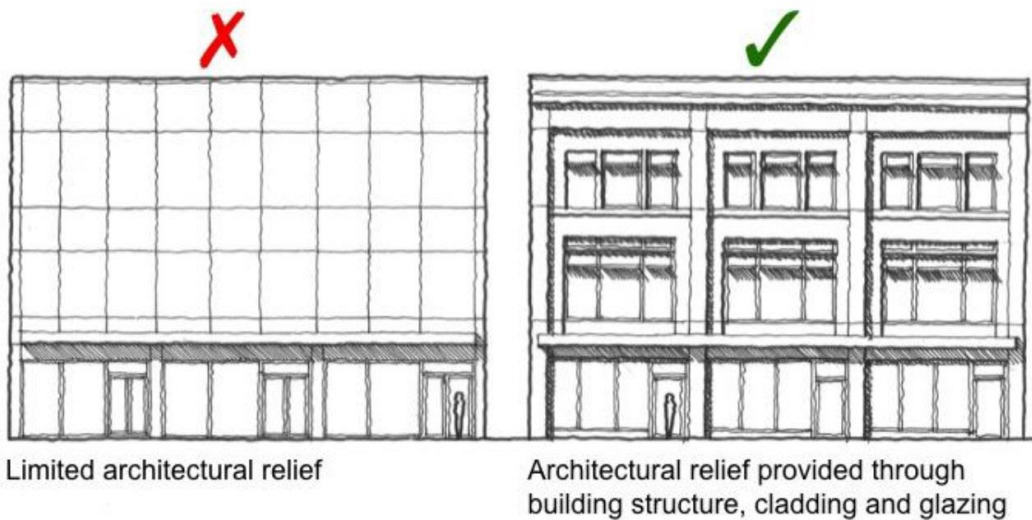 Limited architectural relief
Architectural relief provided through
building structure, cladding and glazing